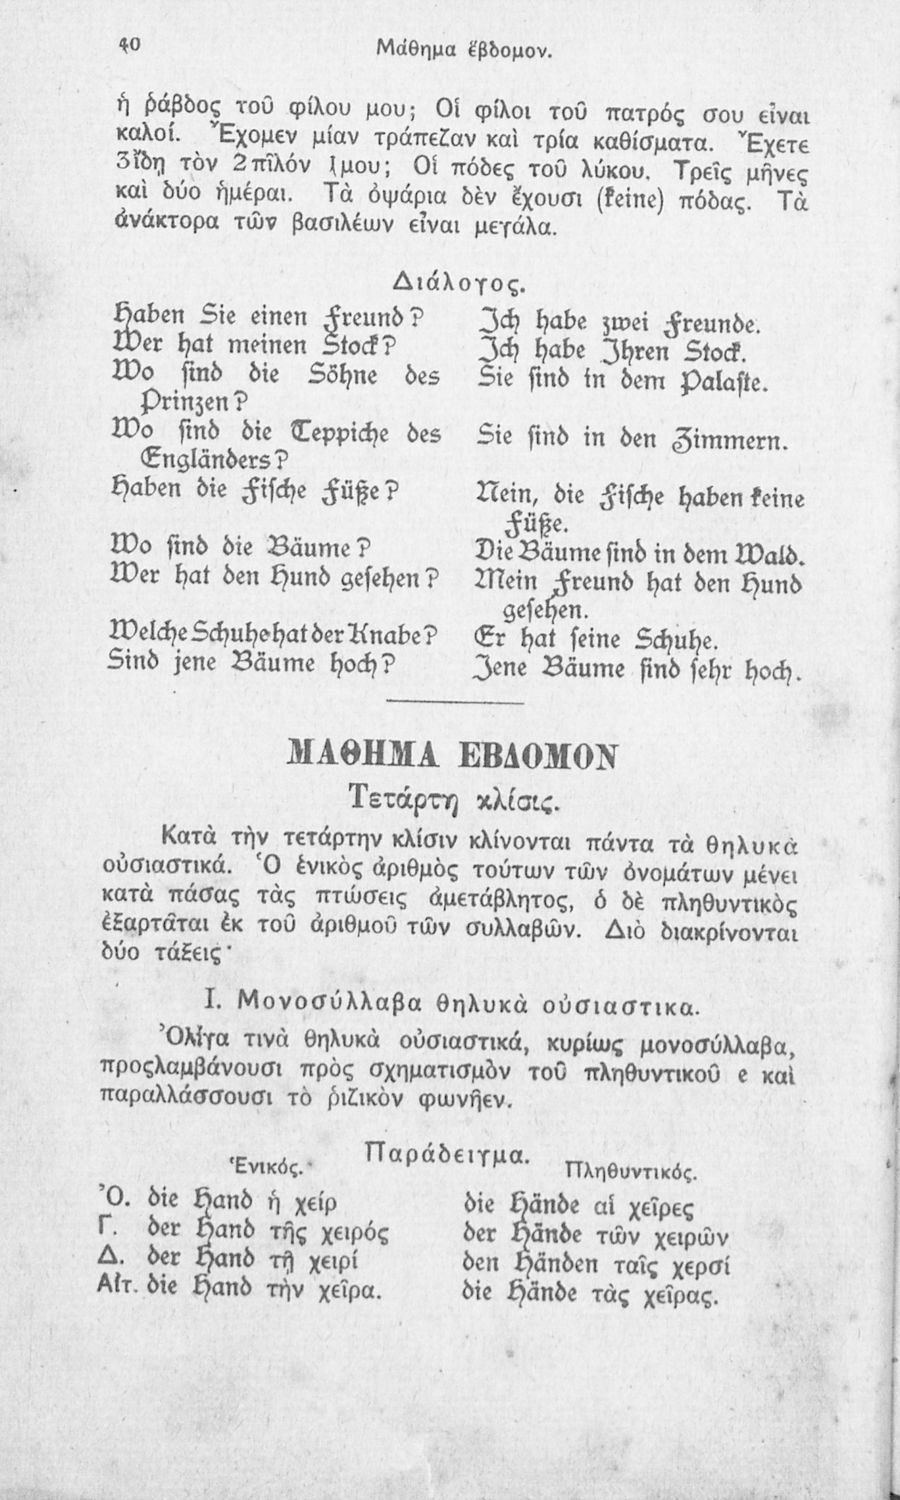 40
Μάθημα ἕβδομον.
ἡ ῥάβδος τοῦ φίλου μου; Οἱ φίλοι τοῦ πατρός σου εἶναι
καλοί. Ἔχομεν μίαν τράπεζαν καὶ τρία καθίσματα. Ἔχετε
3ἴδη τὸν 2πῖλόν 1μου; Οἱ πόδες τοῦ λύκου. Τρεῖς μῆνες
καὶ δύο ἡμέραι. Τὰ ὀψάρια δὲν ἔχουσι (keine) πόδας. Τὰ
ἀνάκτορα τῶν βασιλέων εἶναι μεγάλα.
Διάλογος.
Haben Sie einen Freund? Ich habe zwei Freunde.
Wer hat meinen Stock? Ich habe Ihren Stock.
Wo sind die Söhne des Sie sind in dem Palaste.
Prinzen?
Wo sind die Teppiche des Sie sind in den Zimmern.
Engländers?
Haben die Fische Füße? Nein, die Fische haben keine
Füße.
Wo sind die Bäume? Die Bäume sind in dem Wald.
Wer hat den Hund gesehen? Mein Freund hat den Hund
gesehen.
Welche Schuhe hat der Knabe? Er hat seine Schuhe.
Sind jene Bäume hoch? Jene Bäume sind sehr hoch.
ΜΑΘΗΜΑ ΕΒΔΟΜΟΝ
Τετάρτη κλίσις.
Κατὰ τὴν τετάρτην κλίσιν κλίνονται πάντα τὰ θηλυκὰ
οὐσιαστικά. Ὁ ἑνικὸς ἀριθμὸς τούτων τῶν ὀνομάτων μένει
κατὰ πάσας τὰς πτώσεις ἀμετάβλητος, ὁ δὲ πληθυντικὸς
ἐξαρτᾶται ἐκ τοῦ ἀριθμοῦ τῶν συλλαβῶν. Διὸ διακρίνονται
δύο τάξεις·
I. Μονοσύλλαβα θηλυκὰ οὐσιαστικα.
Ὀλίγα τινὰ θηλυκὰ οὐσιαστικά, κυρίως μονοσύλλαβα,
προςλαμβάνουσι πρὸς σχηματισμὸν τοῦ πληθυντικοῦ e καὶ
παραλλάσσουσι τὸ ῥιζικὸν φωνῆεν.
Παράδειγμα.
Ἑνικός. Πληθυντικός.
Ὀ. die Hand ἡ χείρ die Hände αἱ χεῖρες
Γ. der Hand τῆς χειρός der Hände τῶν χειρῶν
Δ. der Hand τῇ χειρί den Händen ταῖς χερσί
Αἰτ. die Hand τὴν χεῖρα. die Hände τὰς χεῖρας.